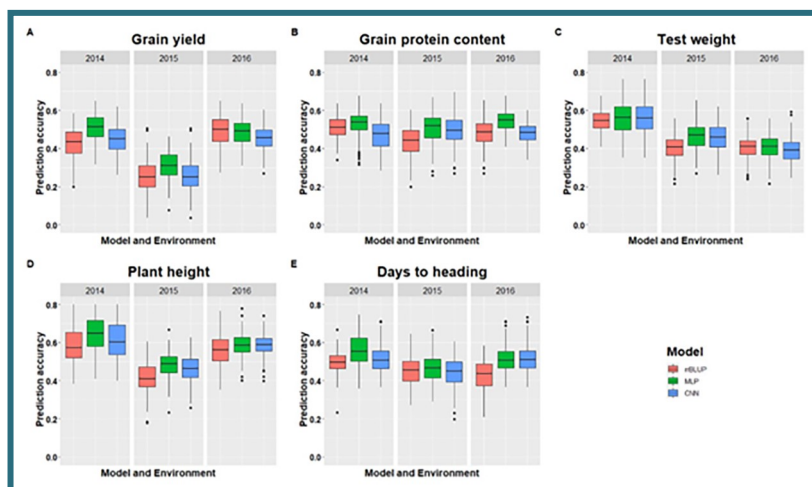 A Grain yield
2014 2015 2016
Prediction accuracy
0.8
0.6
0.4
0.2
0.0
Model and Environment
B Grain protein content
2014 2015 2016
Prediction accuracy
0.8
0.6
0.4
0.2
0.0
Model and Environment
C Test weight
2014 2015 2016
Prediction accuracy
0.8
0.6
0.4
0.2
0.0
Model and Environment
D Plant height
2014 2015 2016
Prediction accuracy
0.8
0.6
0.4
0.2
0.0
Model and Environment
E Days to heading
2014 2015 2016
Prediction accuracy
0.8
0.6
0.4
0.2
0.0
Model and Environment
Model
MLP
CNN